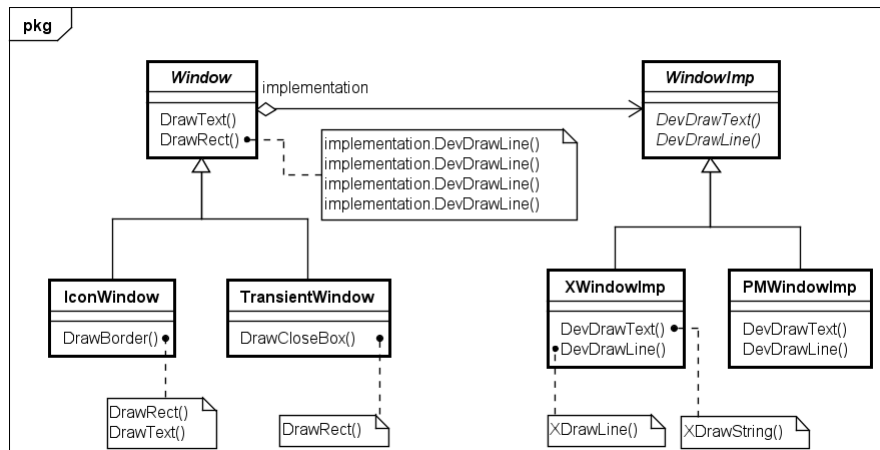 pkg
Window
DrawText()
DrawRect()
implementation
WindowImp
DevDrawText()
DevDrawLine()
implementation.DevDrawLine()
implementation.DevDrawLine()
implementation.DevDrawLine()
implementation.DevDrawLine()
IconWindow
DrawBorder()
TransientWindow
DrawCloseBox()
XWindowImp
DevDrawText()
DevDrawLine()
PMWindowImp
DevDrawText()
DevDrawLine()
DrawRect()
DrawText()
DrawRect()
XDrawLine()
XDrawString()